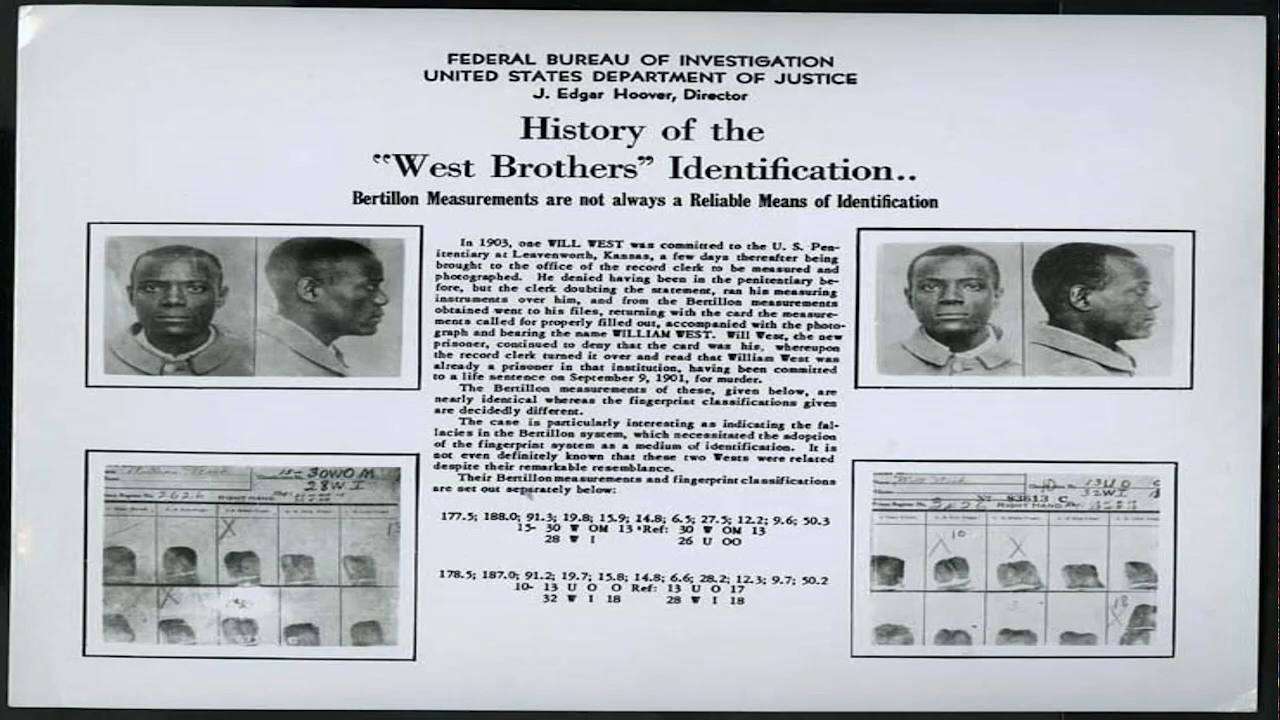 FEDERAL BUREAU OF INVESTIGATION
UNITED STATES DEPARTMENT OF JUSTICE
J. Edgar Hoover, Director
History of the
“West Brothers” Identification..
Bertillon Measurements are not always a Reliable Means of Identification
In 1903, one WILL WEST was committed to the U. S. Pen-
itentiary at Leavenworth, Kansas, a few days thereafter being
brought to the office of the record clerk to be measured and
photographed. He denied having been in the penitentiary be-
fore, but the clerk doubting the statement, ran his measuring
instruments over him, and from the Bertillon measurements
obtained went to his files, returning with the card the measure-
ments called for properly filled out, accompanied with the photo-
graph and bearing the name WILLIAM WEST. Will West, the new
prisoner, continued to deny that the card was his, whereupon
the record clerk turned it over and read that William West was
already a prisoner in that institution, having been committed
to a life sentence on September 9, 1901, for murder.
The Bertillon measurements of these, given below, are
nearly identical whereas the fingerprint classifications given
are decidedly different.
The case is particularly interesting as indicating the fal-
lacies in the Bertillon system, which necessitated the adoption
of the fingerprint system as a medium of identification. It is
not even definitely known that these two Wests were related
despite their remarkable resemblance.
Their Bertillon measurements and fingerprint classifications
are set out separately below:
177.5; 188.0; 91.3; 19.8; 15.9; 14.8; 6.5; 27.5; 12.2; 9.6; 50.3
15- 30 W OM 13 Ref: 30 W OM 13
28 W I 26 U OO
178.5; 187.0; 91.2; 19.7; 15.8; 14.8; 6.6; 28.2; 12.3; 9.7; 50.2
10- 13 U O O Ref: 13 U O 17
32 W I 18 28 W I 18
30 WO M
28 W I
2626 RIGHT HAND
13 U O
32 W I
RIGHT HAND
10